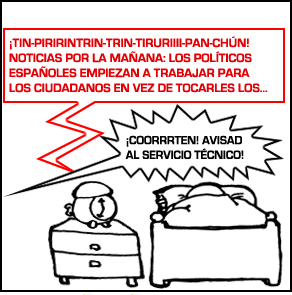 ¡TIN-PIRIRINTRIN-TRIN-TIRURIIII-PAN-CHÚN!
NOTICIAS POR LA MAÑANA: LOS POLÍTICOS
ESPAÑOLES EMPIEZAN A TRABAJAR PARA
LOS CIUDADANOS EN VEZ DE TOCARLES LOS...
¡COORRRTEN! AVISAD
AL SERVICIO TÉCNICO!